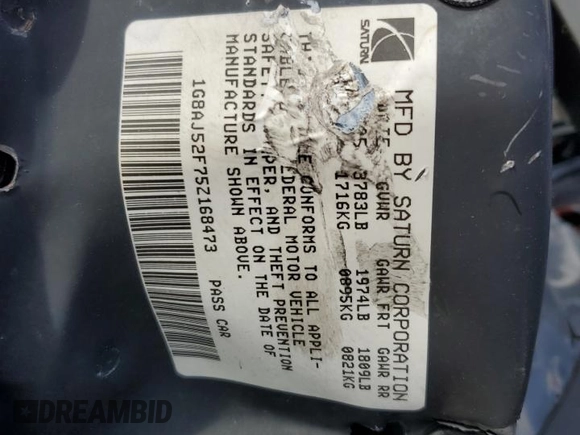 SATURN
MFD BY SATURN CORPORATION
DATE GVWR GAWR FRT GAWR RR
3783LB 1974LB 1809LB
1716KG 0895KG 0821KG
CONFORMS TO ALL APPLI-
FEDERAL MOTOR VEHICLE
SAFETY, AND THEFT PREVENTION
STANDARDS IN EFFECT ON THE DATE OF
MANUFACTURE SHOWN ABOVE.
1G8AJ52F75Z168473 PASS CAR
DREAMBID